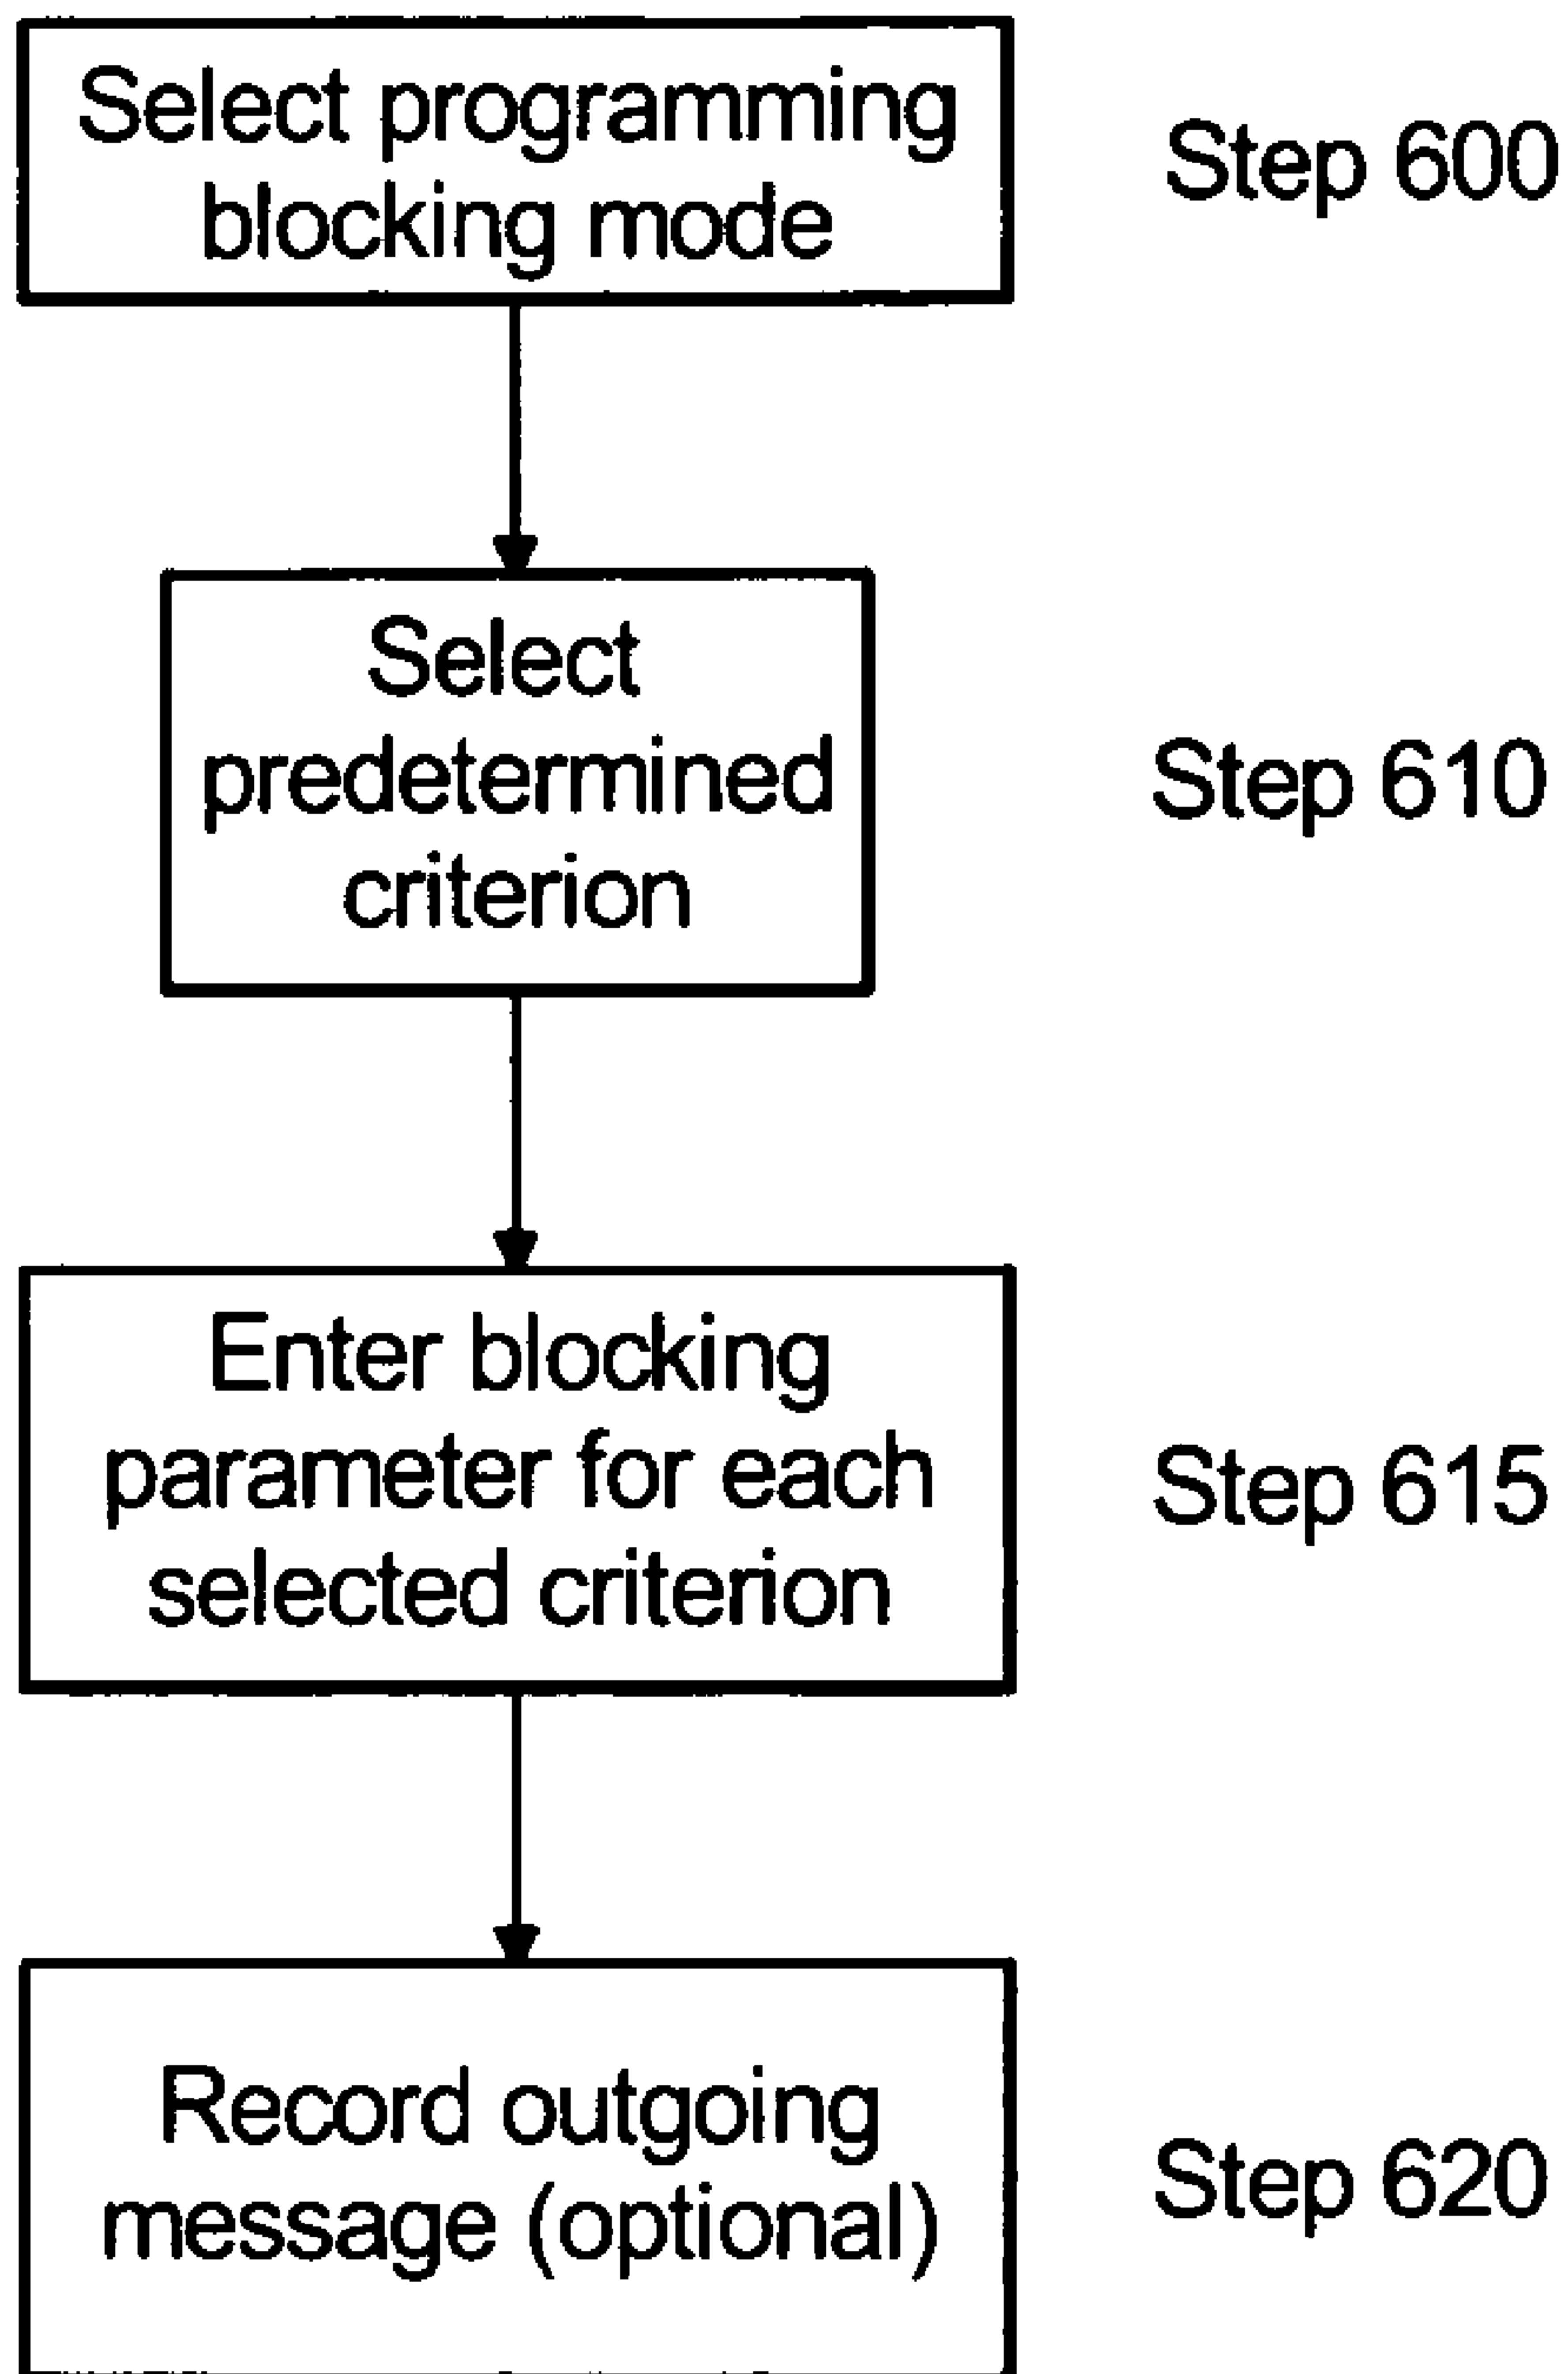 Select programming
blocking mode
Step 600
Select
predetermined
criterion
Step 610
Enter blocking
parameter for each
selected criterion
Step 615
Record outgoing
message (optional)
Step 620